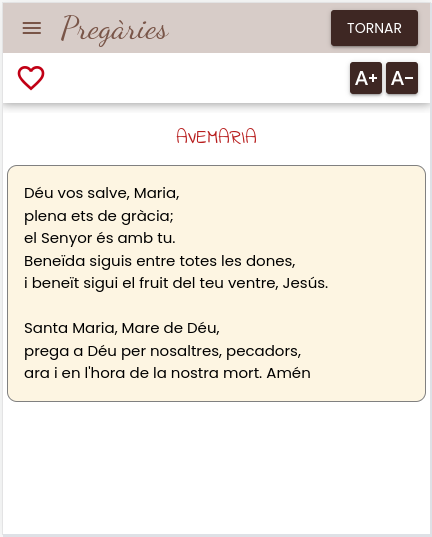 Pregàries
TORNAR
A+ A-
AVEMARIA
Déu vos salve, Maria,
plena ets de gràcia;
el Senyor és amb tu.
Beneïda siguis entre totes les dones,
i beneït sigui el fruit del teu ventre, Jesús.
Santa Maria, Mare de Déu,
prega a Déu per nosaltres, pecadors,
ara i en l'hora de la nostra mort. Amén